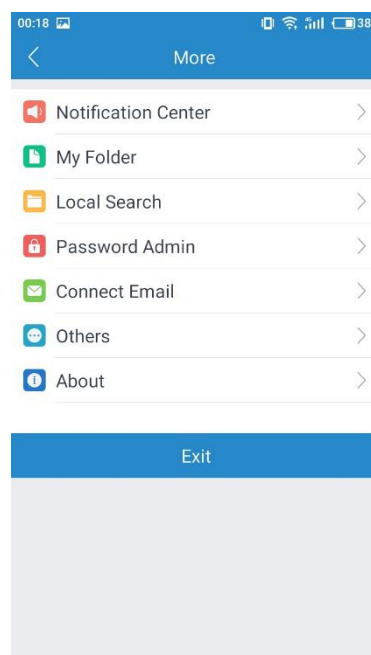 00:18 38
More
Notification Center
My Folder
Local Search
Password Admin
Connect Email
Others
About
Exit